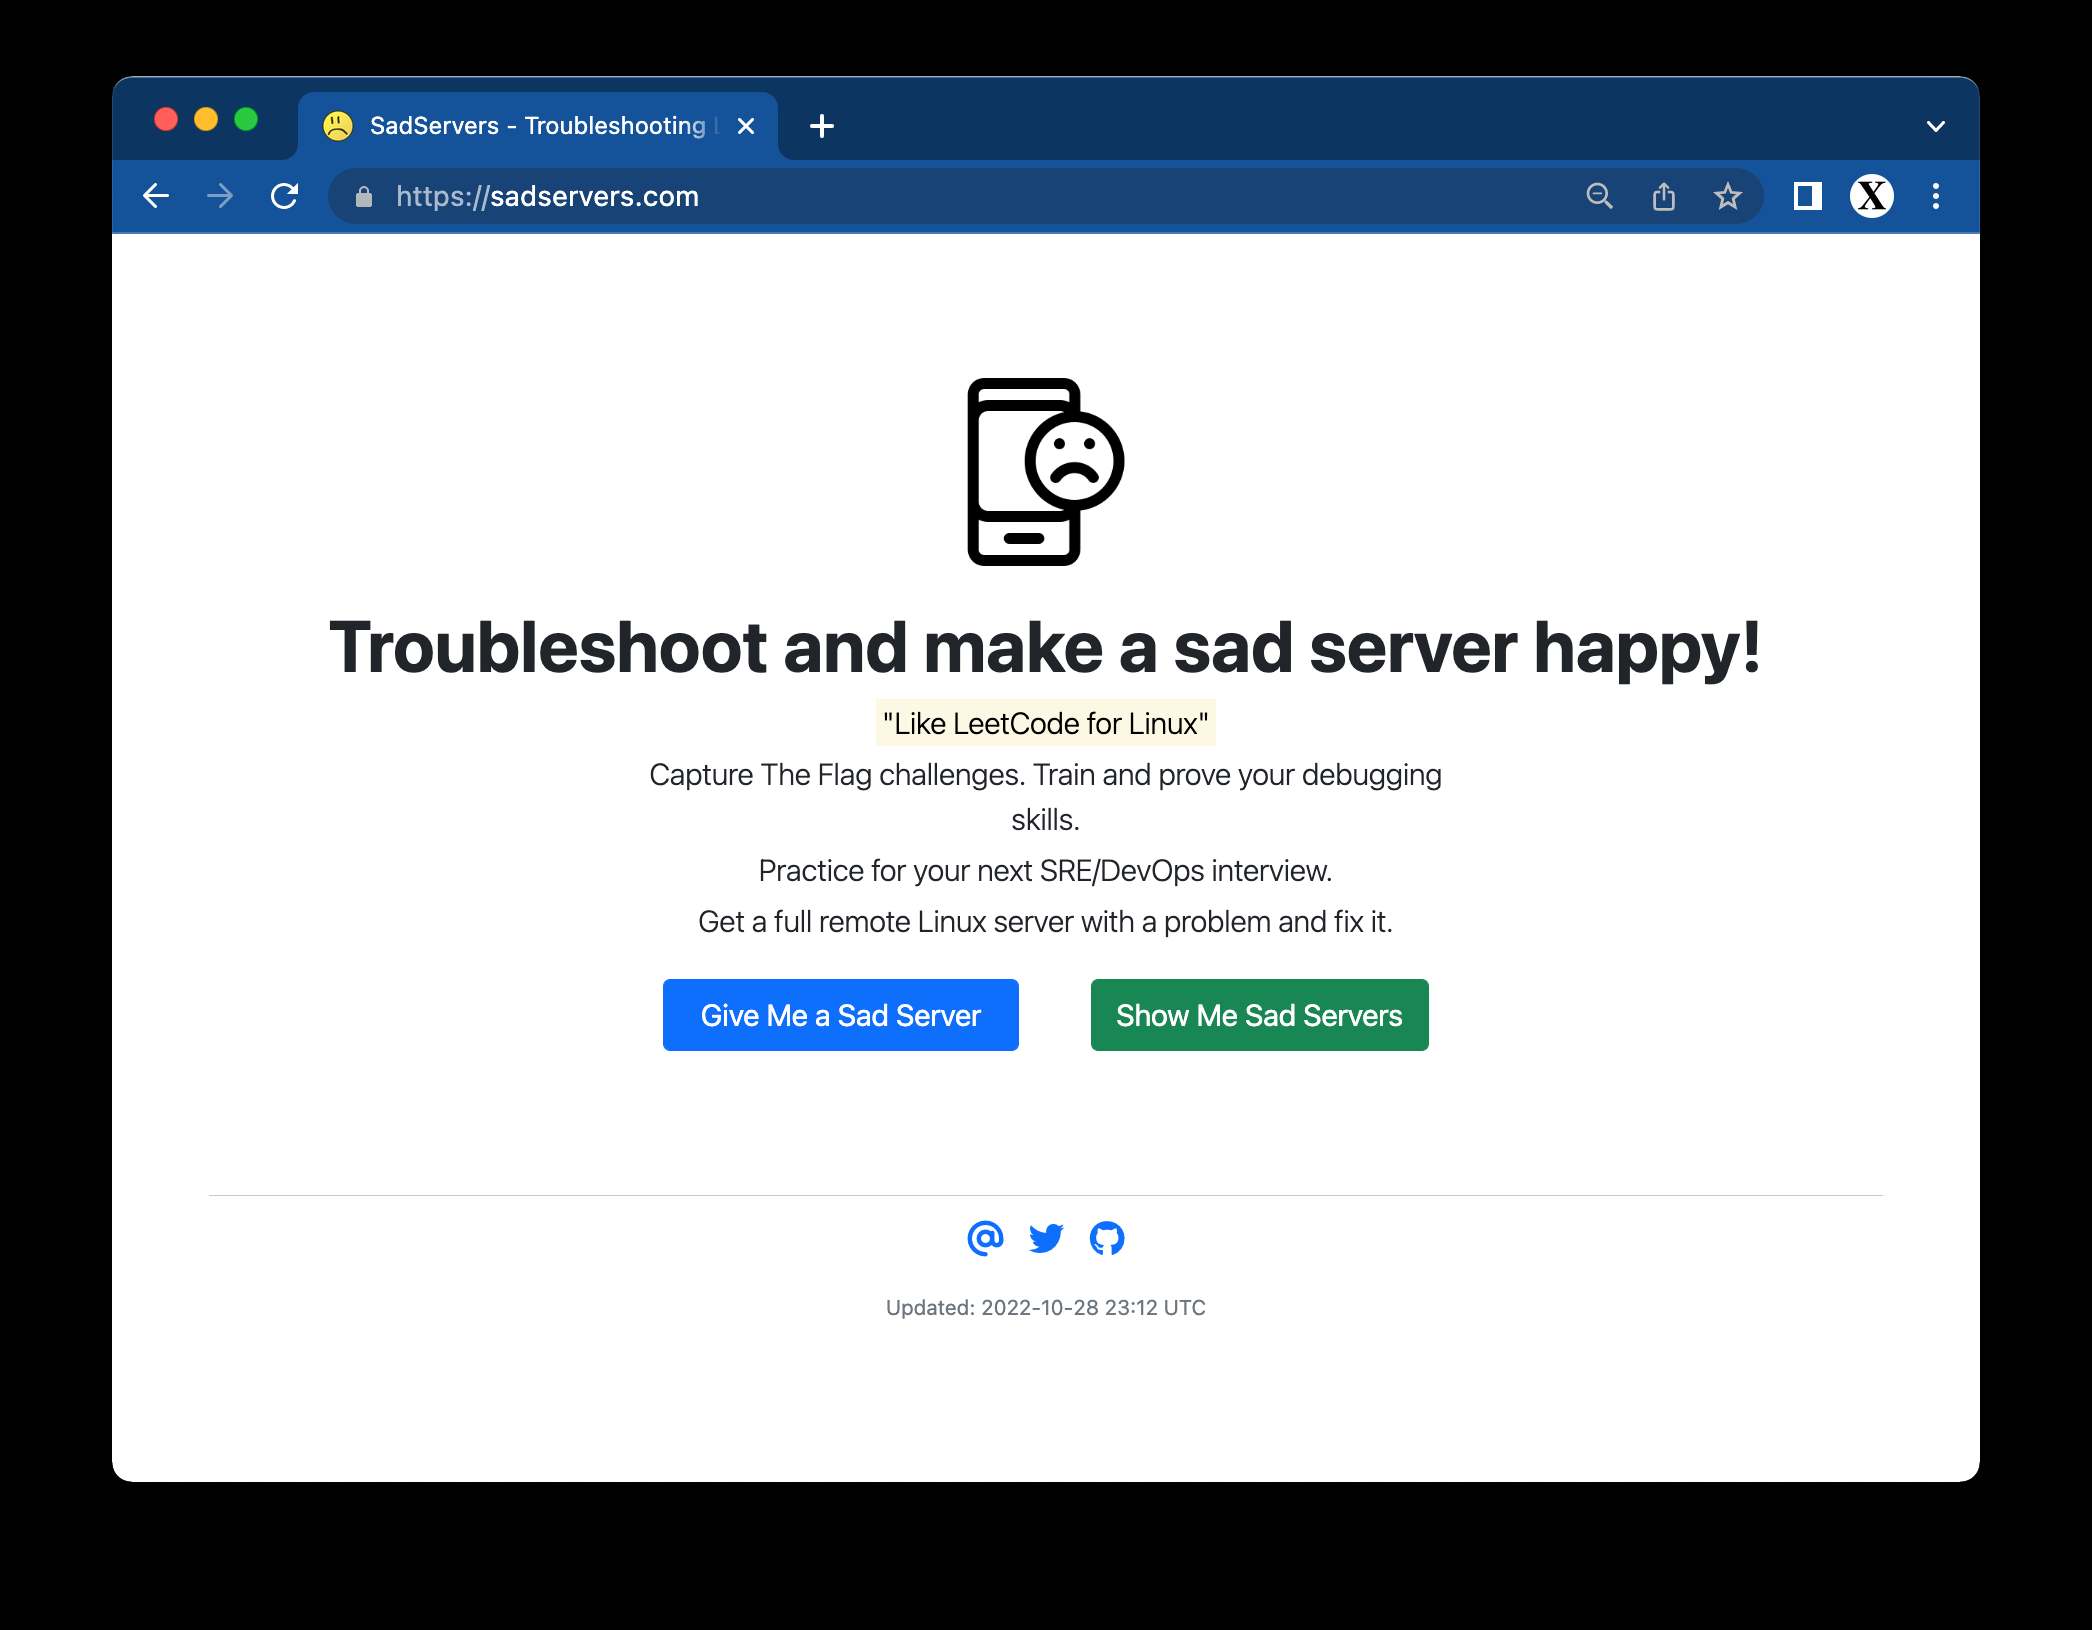 SadServers - Troubleshooting
https://sadservers.com
X
Troubleshoot and make a sad server happy!
"Like LeetCode for Linux"
Capture The Flag challenges. Train and prove your debugging
skills.
Practice for your next SRE/DevOps interview.
Get a full remote Linux server with a problem and fix it.
Give Me a Sad Server
Show Me Sad Servers
Updated: 2022-10-28 23:12 UTC